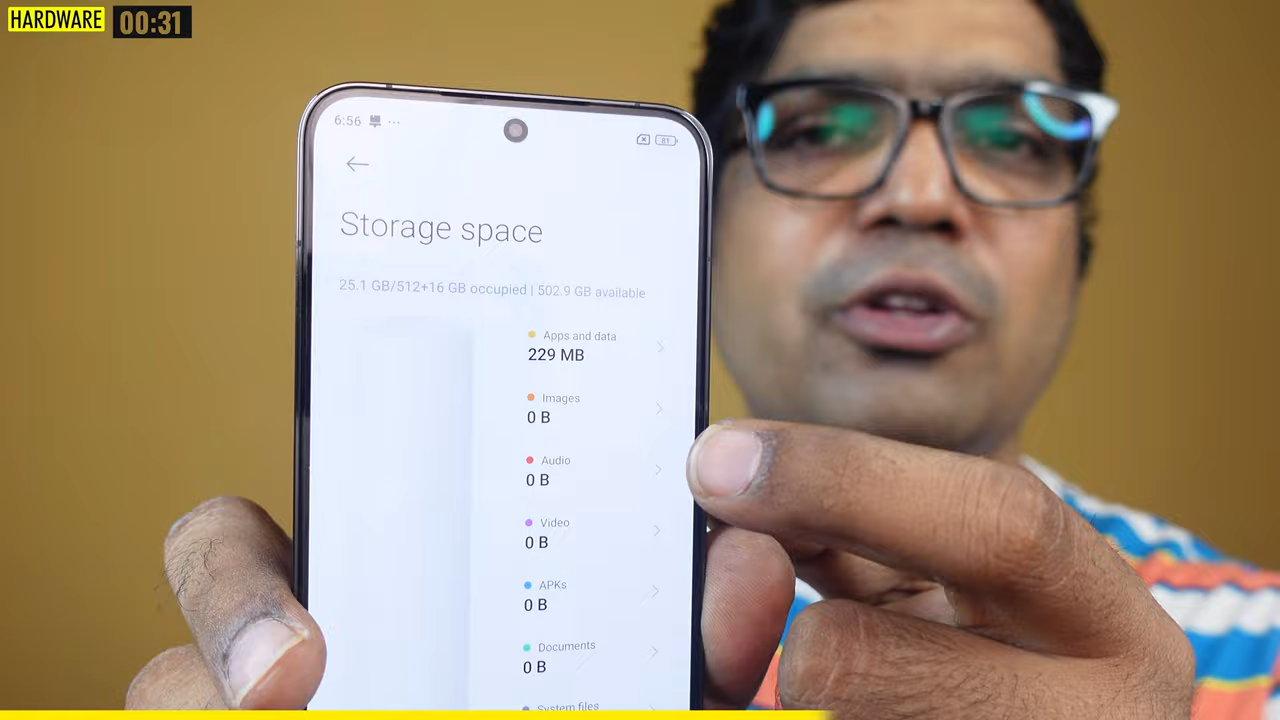 HARDWARE 00:31
6:56 ... 81
Storage space
25.1 GB/512+16 GB occupied | 502.9 GB available
Apps and data
229 MB
Images
0 B
Audio
0 B
Video
0 B
APKs
0 B
Documents
0 B
System files